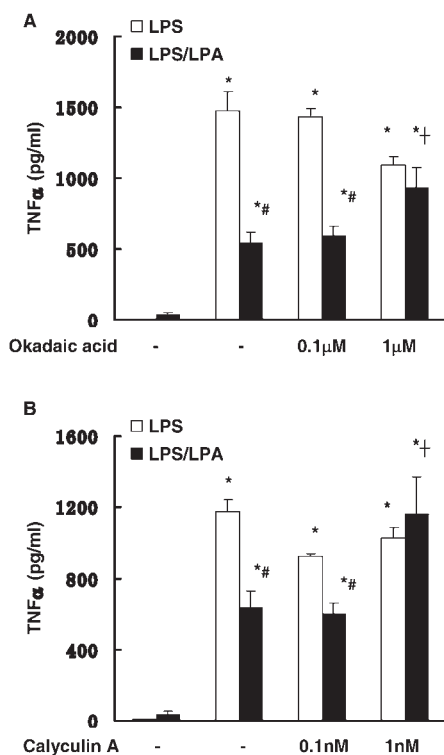 A
LPS
LPS/LPA
2000
1500
1000
500
0
TNFα (pg/ml)
*
*#
*
*#
*
*┼
Okadaic acid - - 0.1μM 1μM
B
LPS
LPS/LPA
1600
1200
800
400
0
TNFα (pg/ml)
*
*#
*
*#
*
*┼
Calyculin A - - 0.1nM 1nM